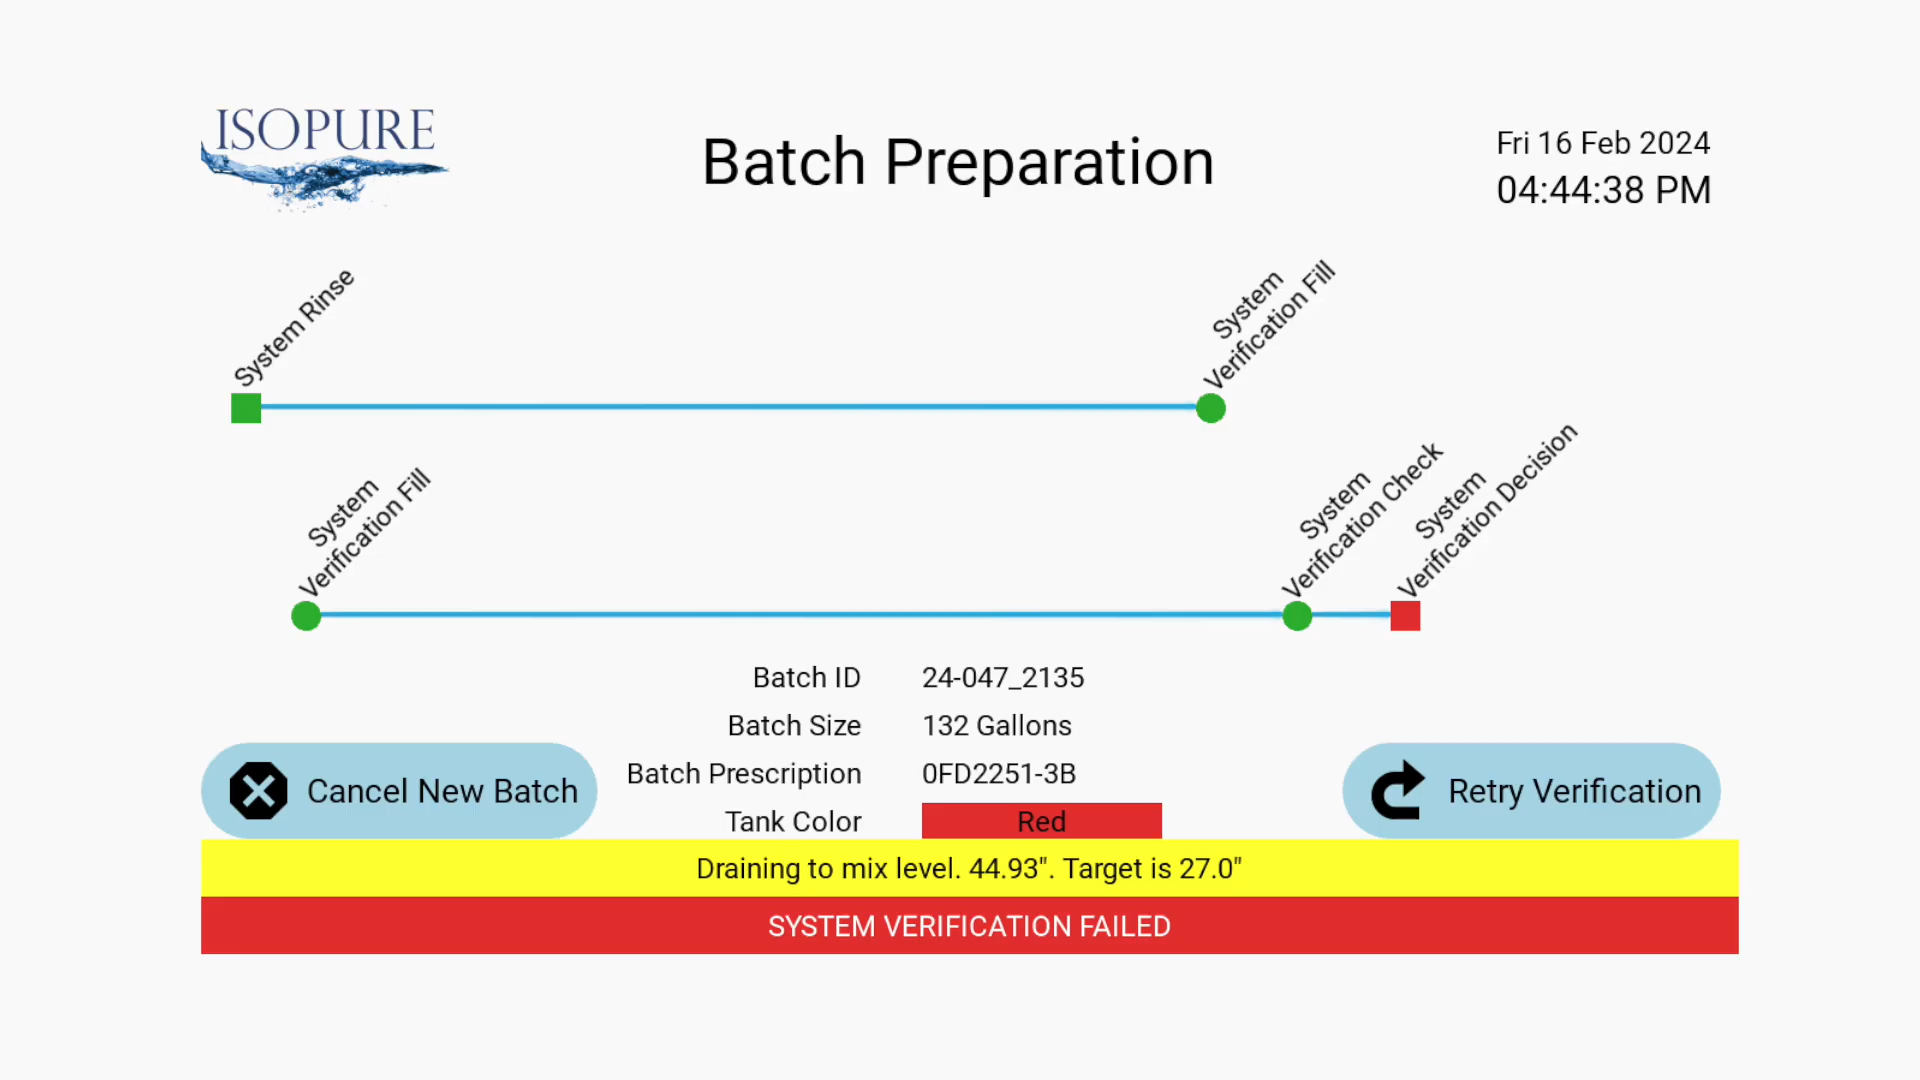 ISOPURE
Batch Preparation
Fri 16 Feb 2024
04:44:38 PM
System Rinse
System
Verification Fill
System
Verification Fill
System
Verification Check
System
Verification Decision
Batch ID 24-047_2135
Batch Size 132 Gallons
Batch Prescription 0FD2251-3B
Tank Color Red
Cancel New Batch
Retry Verification
Draining to mix level. 44.93". Target is 27.0"
SYSTEM VERIFICATION FAILED